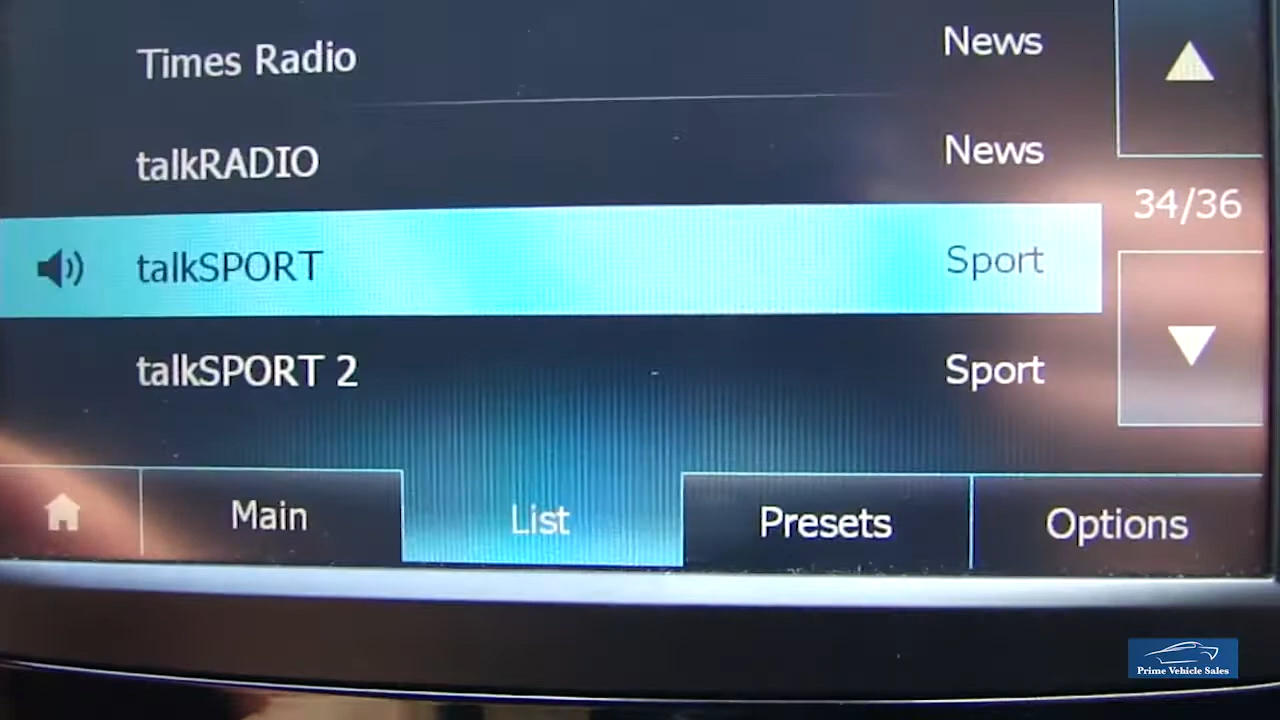 Times Radio News
talkRADIO News
34/36
talkSPORT Sport
talkSPORT 2 Sport
Main List Presets Options
Prime Vehicle Sales